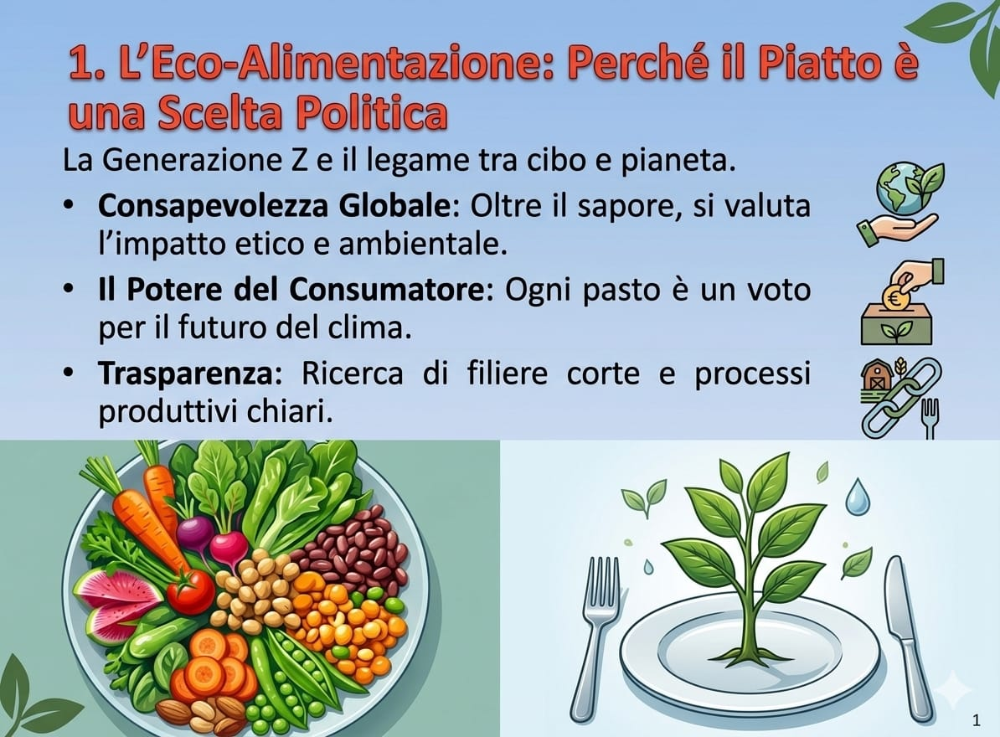 1. L’Eco-Alimentazione: Perché il Piatto è
una Scelta Politica
La Generazione Z e il legame tra cibo e pianeta.
• Consapevolezza Globale: Oltre il sapore, si valuta
l’impatto etico e ambientale.
• Il Potere del Consumatore: Ogni pasto è un voto
per il futuro del clima.
• Trasparenza: Ricerca di filiere corte e processi
produttivi chiari.
€
1